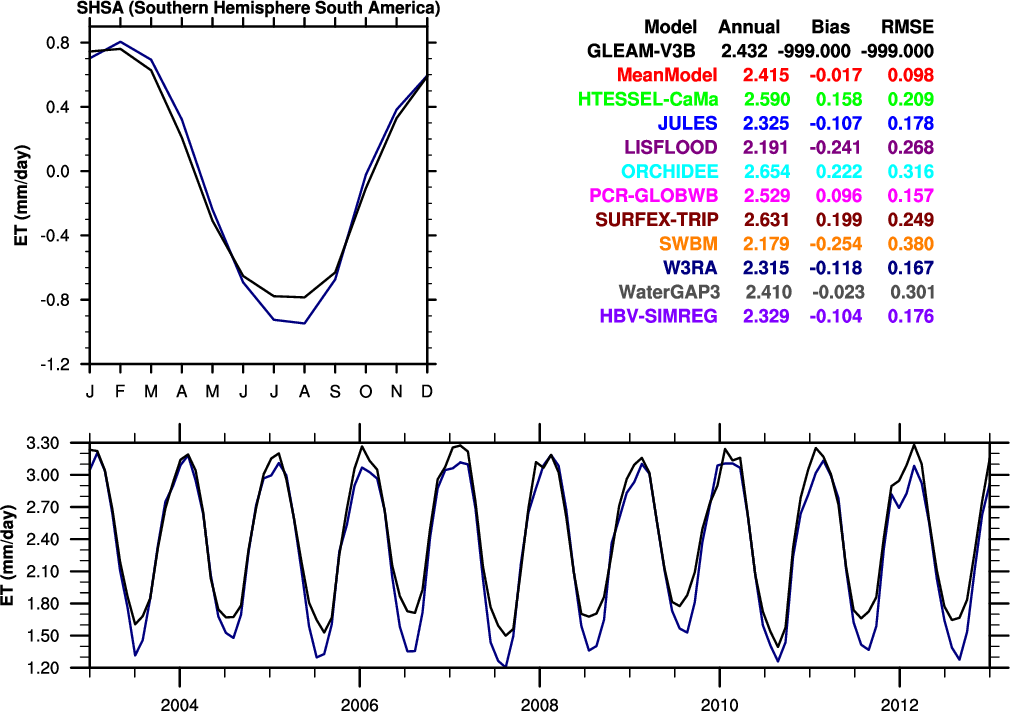 SHSA (Southern Hemisphere South America)
0.8
0.4
0.0
-0.4
-0.8
-1.2
ET (mm/day)
J F M A M J J A S O N D
Model Annual Bias RMSE
GLEAM-V3B 2.432 -999.000 -999.000
MeanModel 2.415 -0.017 0.098
HTESSEL-CaMa 2.590 0.158 0.209
JULES 2.325 -0.107 0.178
LISFLOOD 2.191 -0.241 0.268
ORCHIDEE 2.654 0.222 0.316
PCR-GLOBWB 2.529 0.096 0.157
SURFEX-TRIP 2.631 0.199 0.249
SWBM 2.179 -0.254 0.380
W3RA 2.315 -0.118 0.167
WaterGAP3 2.410 -0.023 0.301
HBV-SIMREG 2.329 -0.104 0.176
3.30
3.00
2.70
2.40
2.10
1.80
1.50
1.20
ET (mm/day)
2004 2006 2008 2010 2012